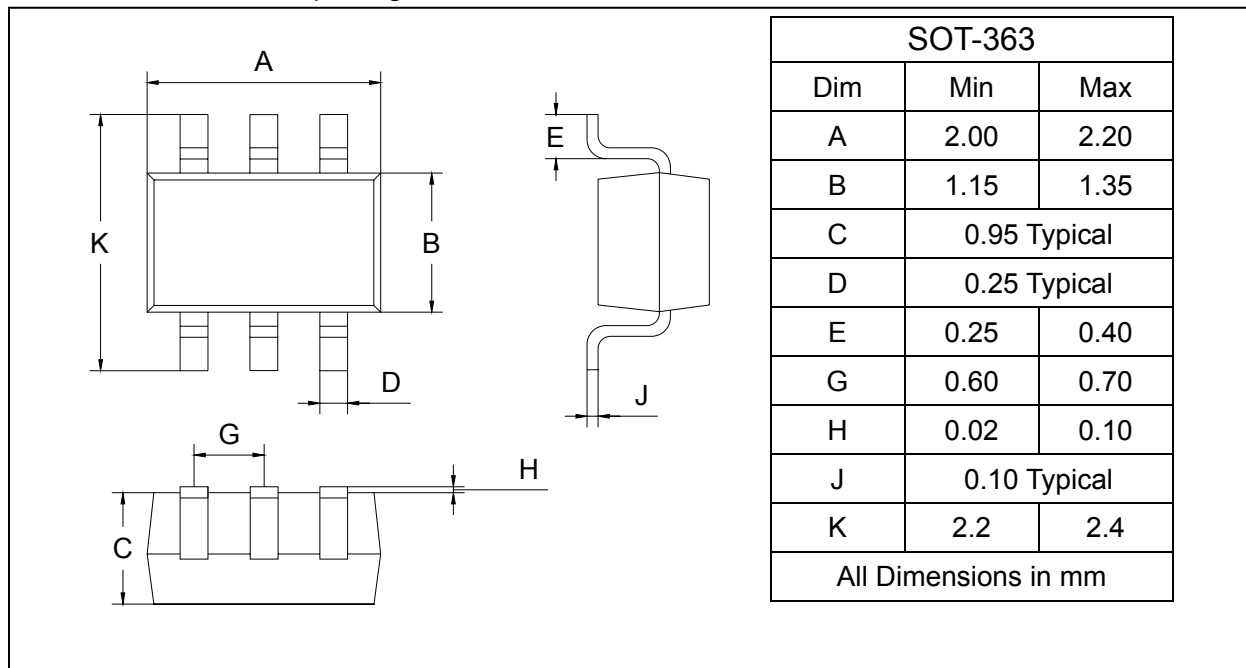 A
K
B
D
E
J
G
H
C
SOT-363
Dim Min Max
A 2.00 2.20
B 1.15 1.35
C 0.95 Typical
D 0.25 Typical
E 0.25 0.40
G 0.60 0.70
H 0.02 0.10
J 0.10 Typical
K 2.2 2.4
All Dimensions in mm